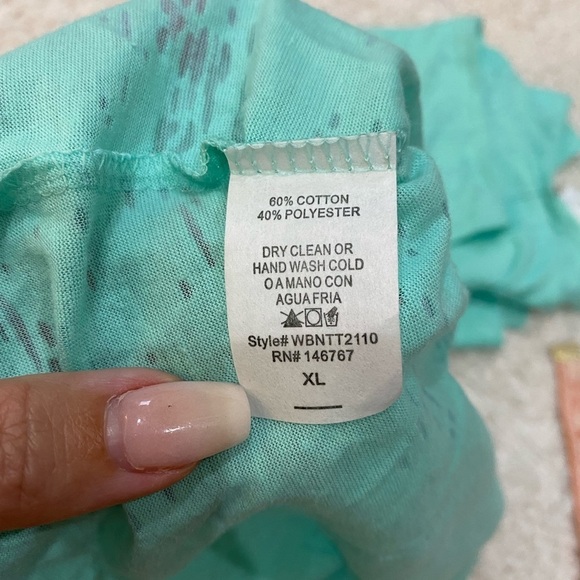 60% COTTON
40% POLYESTER
DRY CLEAN OR
HAND WASH COLD
O A MANO CON
AGUA FRIA
Style# WBNTT2110
RN# 146767
XL